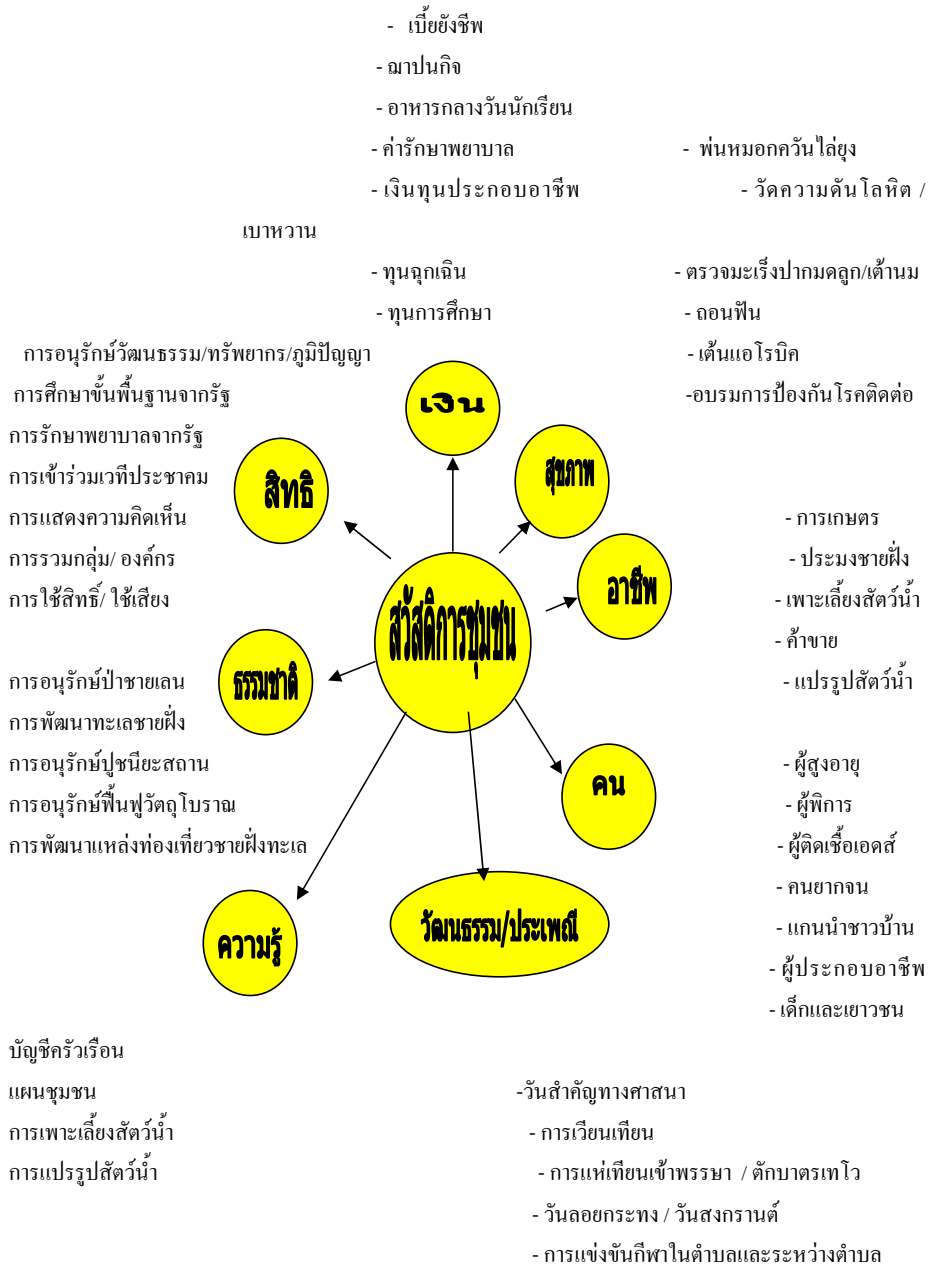 - เบี้ยยังชีพ
- ฌาปนกิจ
- อาหารกลางวันนักเรียน
- ค่ารักษาพยาบาล - พ่นหมอกควันไล่ยุง
- เงินทุนประกอบอาชีพ - วัดความดันโลหิต /
เบาหวาน
- ทุนฉุกเฉิน - ตรวจมะเร็งปากมดลูก/เต้านม
- ทุนการศึกษา - ถอนฟัน
การอนุรักษ์วัฒนธรรม/ทรัพยากร/ภูมิปัญญา - เต้นแอโรบิค
การศึกษาขั้นพื้นฐานจากรัฐ -อบรมการป้องกันโรคติดต่อ
เงิน
การรักษาพยาบาลจากรัฐ
การเข้าร่วมเวทีประชาคม
สิทธิ
สุขภาพ
การแสดงความคิดเห็น - การเกษตร
การรวมกลุ่ม/ องค์กร - ประมงชายฝั่ง
การใช้สิทธิ์/ ใช้เสียง - เพาะเลี้ยงสัตว์น้ำ
อาชีพ
สวัสดิการชุมชน
- ค้าขาย
การอนุรักษ์ป่าชายเลน - แปรรูปสัตว์น้ำ
ธรรมชาติ
การพัฒนาทะเลชายฝั่ง
การอนุรักษ์ปูชนียะสถาน - ผู้สูงอายุ
คน
การอนุรักษ์ฟื้นฟูวัตถุโบราณ - ผู้พิการ
การพัฒนาแหล่งท่องเที่ยวชายฝั่งทะเล - ผู้ติดเชื้อเอดส์
- คนยากจน
- แกนนำชาวบ้าน
วัฒนธรรม/ประเพณี
ความรู้
- ผู้ประกอบอาชีพ
- เด็กและเยาวชน
บัญชีครัวเรือน
แผนชุมชน -วันสำคัญทางศาสนา
การเพาะเลี้ยงสัตว์น้ำ - การเวียนเทียน
การแปรรูปสัตว์น้ำ - การแห่เทียนเข้าพรรษา / ตักบาตรเทโว
- วันลอยกระทง / วันสงกรานต์
- การแข่งขันกีฬาในตำบลและระหว่างตำบล